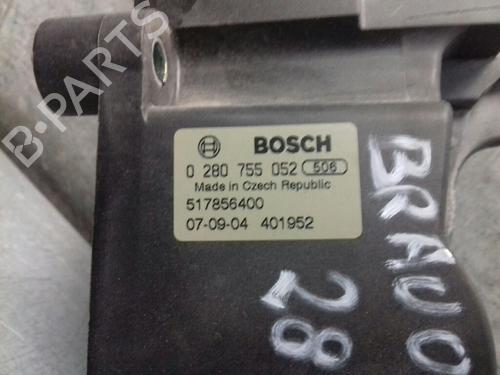 B-PARTS
BOSCH
0 280 755 052 506
Made in Czech Republic
517856400
07-09-04 401952
BRAVO
28